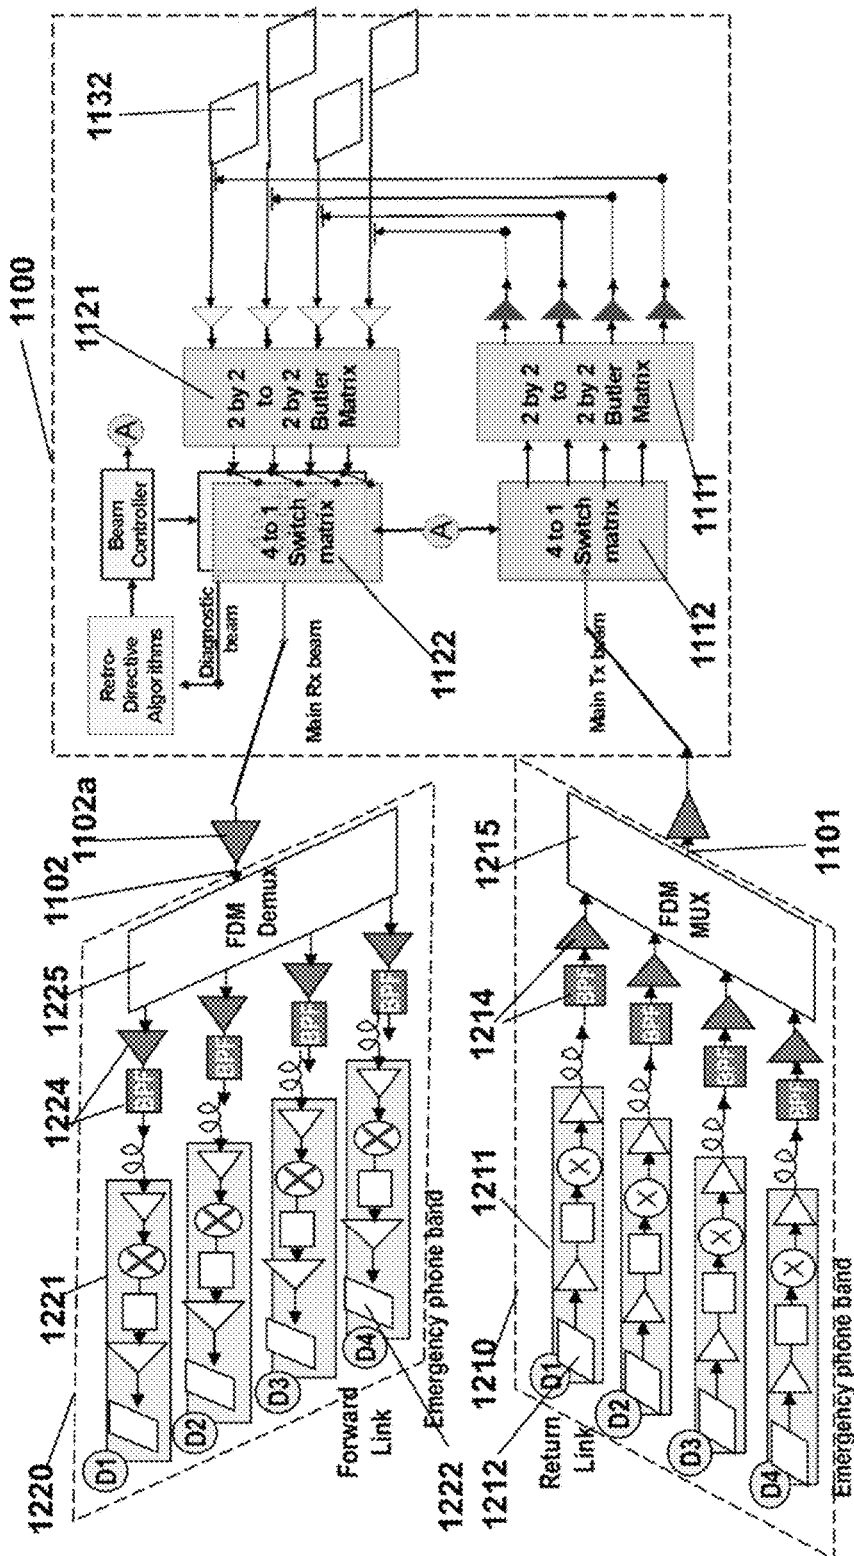 1100
1132
1121
A
Beam
Controller
Retro-
Directive
Algorithms
Diagnostic
beam
2 by 2
to
2 by 2
Butler
Matrix
4 to 1
Switch
matrix
1122
Main Rx beam
A
2 by 2
to
2 by 2
Butler
Matrix
1111
4 to 1
Switch
matrix
1112
Main Tx beam
1102a
1102
FDM
Demux
1225
1224
1221
1220
D1
D2
D3
D4
Forward
Link
Emergency phone band
1222
1215
1101
FDM
MUX
1214
1211
1210
1212
Return
Link
D1
D2
D3
D4
X
X
X
X
Emergency phone band